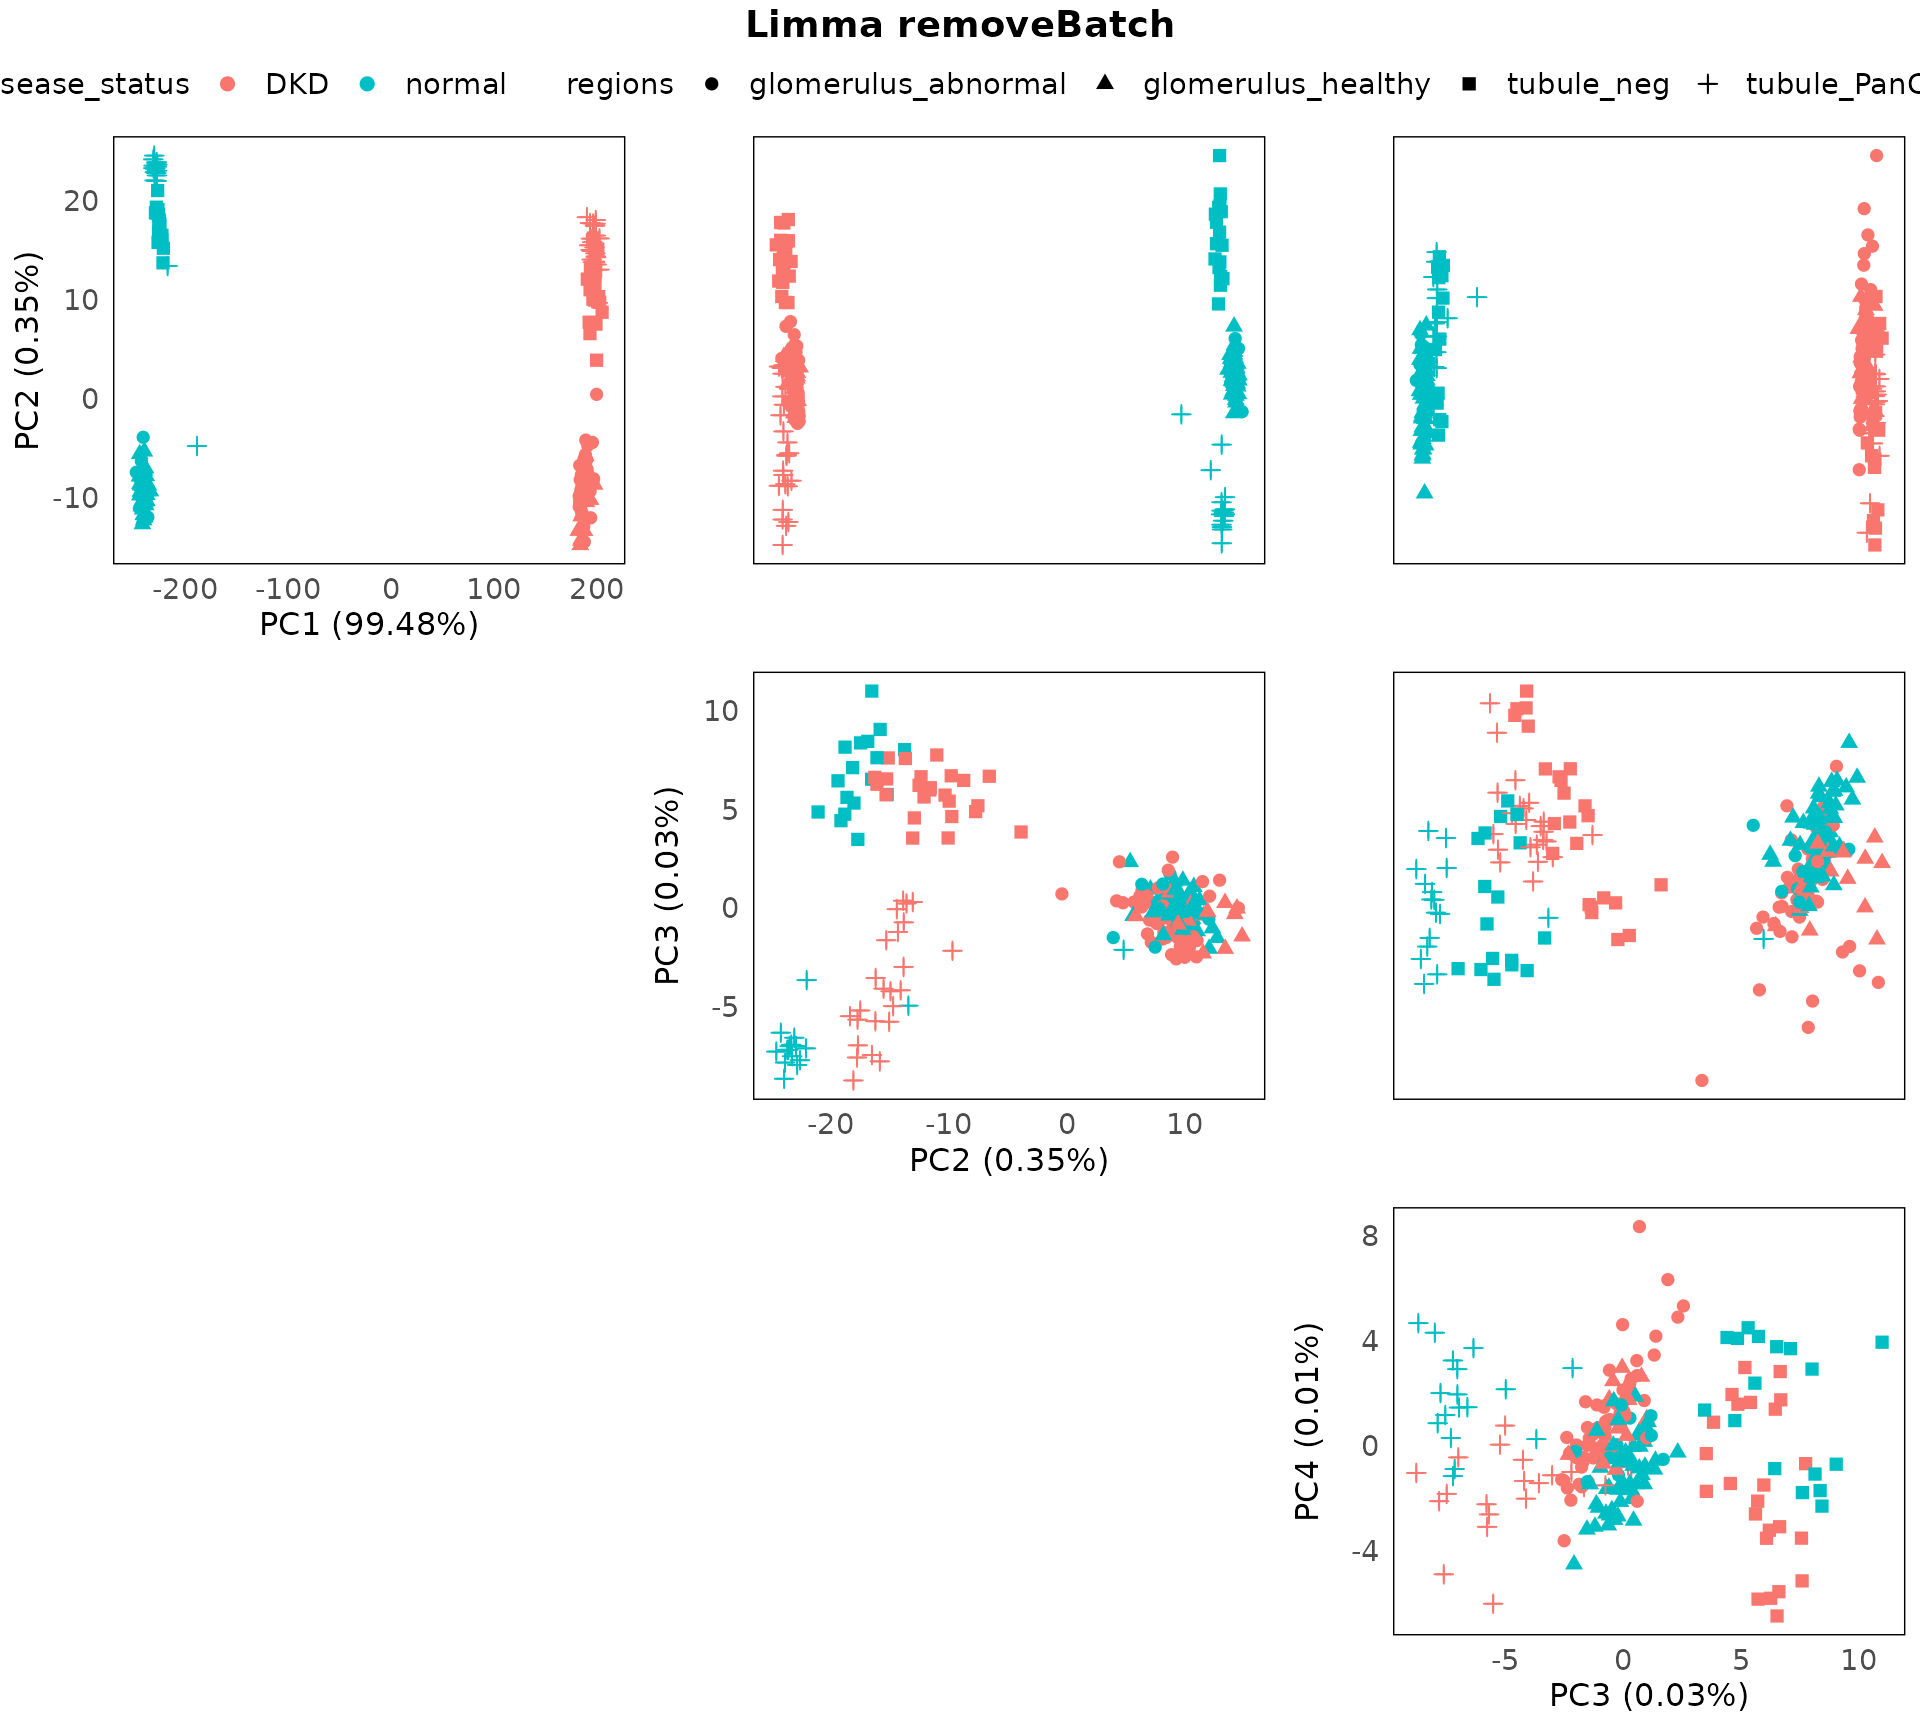 Limma removeBatch
sease_status DKD normal regions glomerulus_abnormal glomerulus_healthy tubule_neg tubule_PanC
20
10
0
-10
PC2 (0.35%)
-200 -100 0 100 200
PC1 (99.48%)
10
5
0
-5
PC3 (0.03%)
-20 -10 0 10
PC2 (0.35%)
8
4
0
-4
PC4 (0.01%)
-5 0 5 10
PC3 (0.03%)